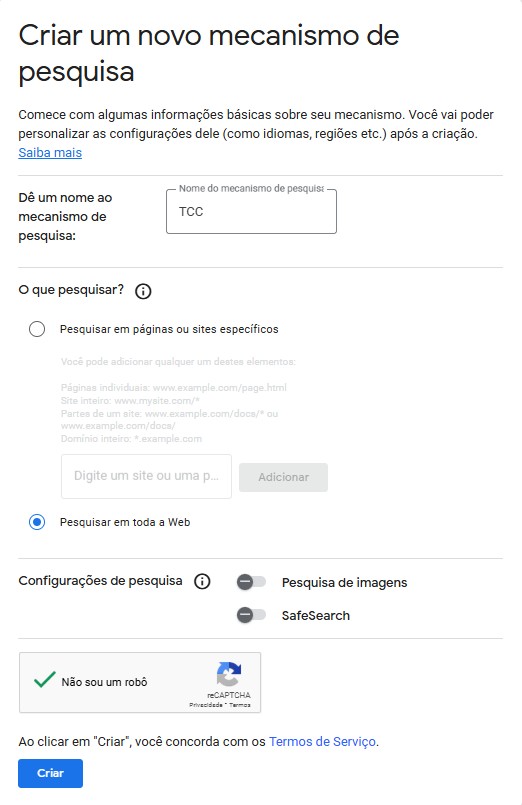 Criar um novo mecanismo de
pesquisa
Comece com algumas informações básicas sobre seu mecanismo. Você vai poder
personalizar as configurações dele (como idiomas, regiões etc.) após a criação.
Saiba mais
Dê um nome ao
mecanismo de
pesquisa:
Nome do mecanismo de pesquisa
TCC
O que pesquisar?
Pesquisar em páginas ou sites específicos
Você pode adicionar qualquer um destes elementos:
Páginas individuais: www.example.com/page.html
Site inteiro: www.mysite.com/*
Partes de um site: www.example.com/docs/* ou
www.example.com/docs/
Domínio inteiro: *.example.com
Digite um site ou uma p...
Adicionar
Pesquisar em toda a Web
Configurações de pesquisa
Pesquisa de imagens
SafeSearch
Não sou um robô
reCAPTCHA
Privacidade • Termos
Ao clicar em "Criar", você concorda com os Termos de Serviço.
Criar